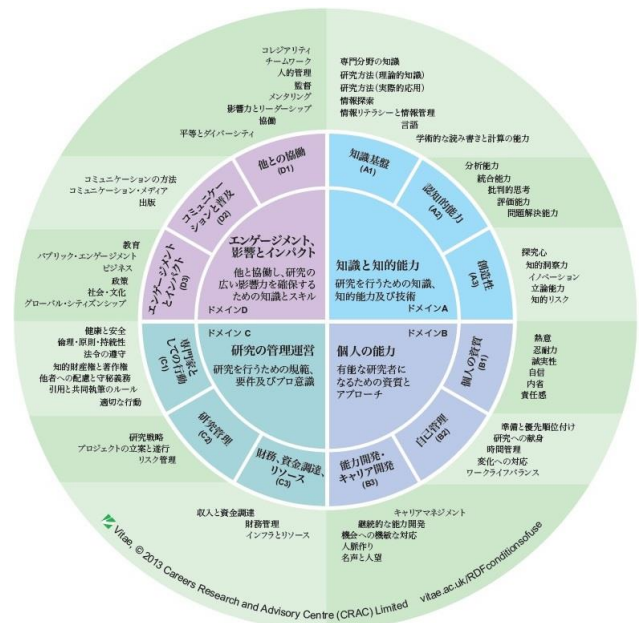 コレジアリティ
チームワーク
人的管理
監督
メンタリング
影響力とリーダーシップ
協働
平等とダイバーシティ
専門分野の知識
研究方法(理論的知識)
研究方法(実際的応用)
情報探索
情報リテラシーと情報管理
言語
学術的な読み書きと計算の能力
コミュニケーションの方法
コミュニケーション・メディア
出版
分析能力
統合能力
批判的思考
評価能力
問題解決能力
教育
パブリック・エンゲージメント
ビジネス
政策
社会・文化
グローバル・シティズンシップ
探究心
知的洞察力
イノベーション
立論能力
知的リスク
他との協働
(D1)
知識基盤
(A1)
コミュニケー
ションと普及
(D2)
認知的能力
(A2)
エンゲージメント
とインパクト
(D3)
創造性
(A3)
エンゲージメント、
影響とインパクト
他と協働し、研究の
広い影響力を確保する
ための知識とスキル
ドメインD
知識と知的能力
研究を行うための知識、
知的能力及び技術
ドメインA
ドメイン C
研究の管理運営
研究を行うための規範、
要件及びプロ意識
ドメインB
個人の能力
有能な研究者に
なるための資質と
アプローチ
専門家と
しての行動
(C1)
個人の資質
(B1)
研究管理
(C2)
自己管理
(B2)
財務、資金調達、
リソース
(C3)
能力開発・
キャリア開発
(B3)
健康と安全
倫理・原則・持続性
法令の遵守
知的財産権と著作権
他者への配慮と守秘義務
引用と共同執筆のルール
適切な行動
熱意
忍耐力
誠実性
自信
内省
責任感
研究戦略
プロジェクトの立案と遂行
リスク管理
準備と優先順位付け
研究への献身
時間管理
変化への対応
ワークライフバランス
収入と資金調達
財務管理
インフラとリソース
キャリアマネジメント
継続的な能力開発
機会への機敏な対応
人脈作り
名声と人望
Vitae, © 2013 Careers Research and Advisory Centre (CRAC) Limited
vitae.ac.uk/RDFconditionsofuse